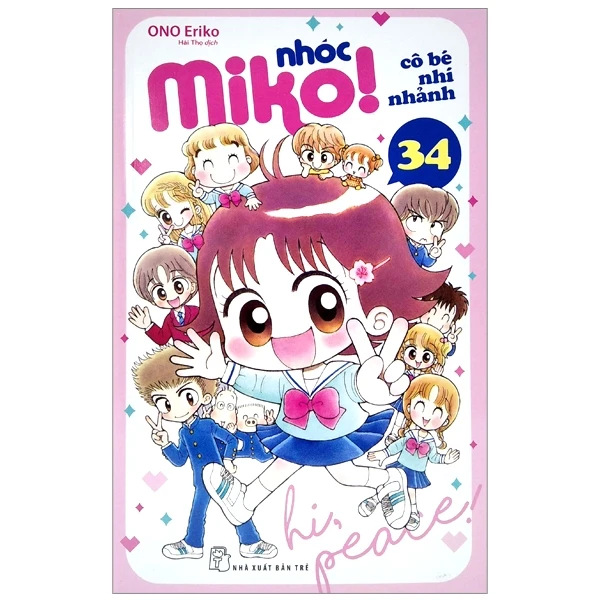 ONO Eriko
Hải Thọ dịch
nhóc
miko!
cô bé
nhí
nhảnh
34
hi,
peace!
NHÀ XUẤT BẢN TRẺ